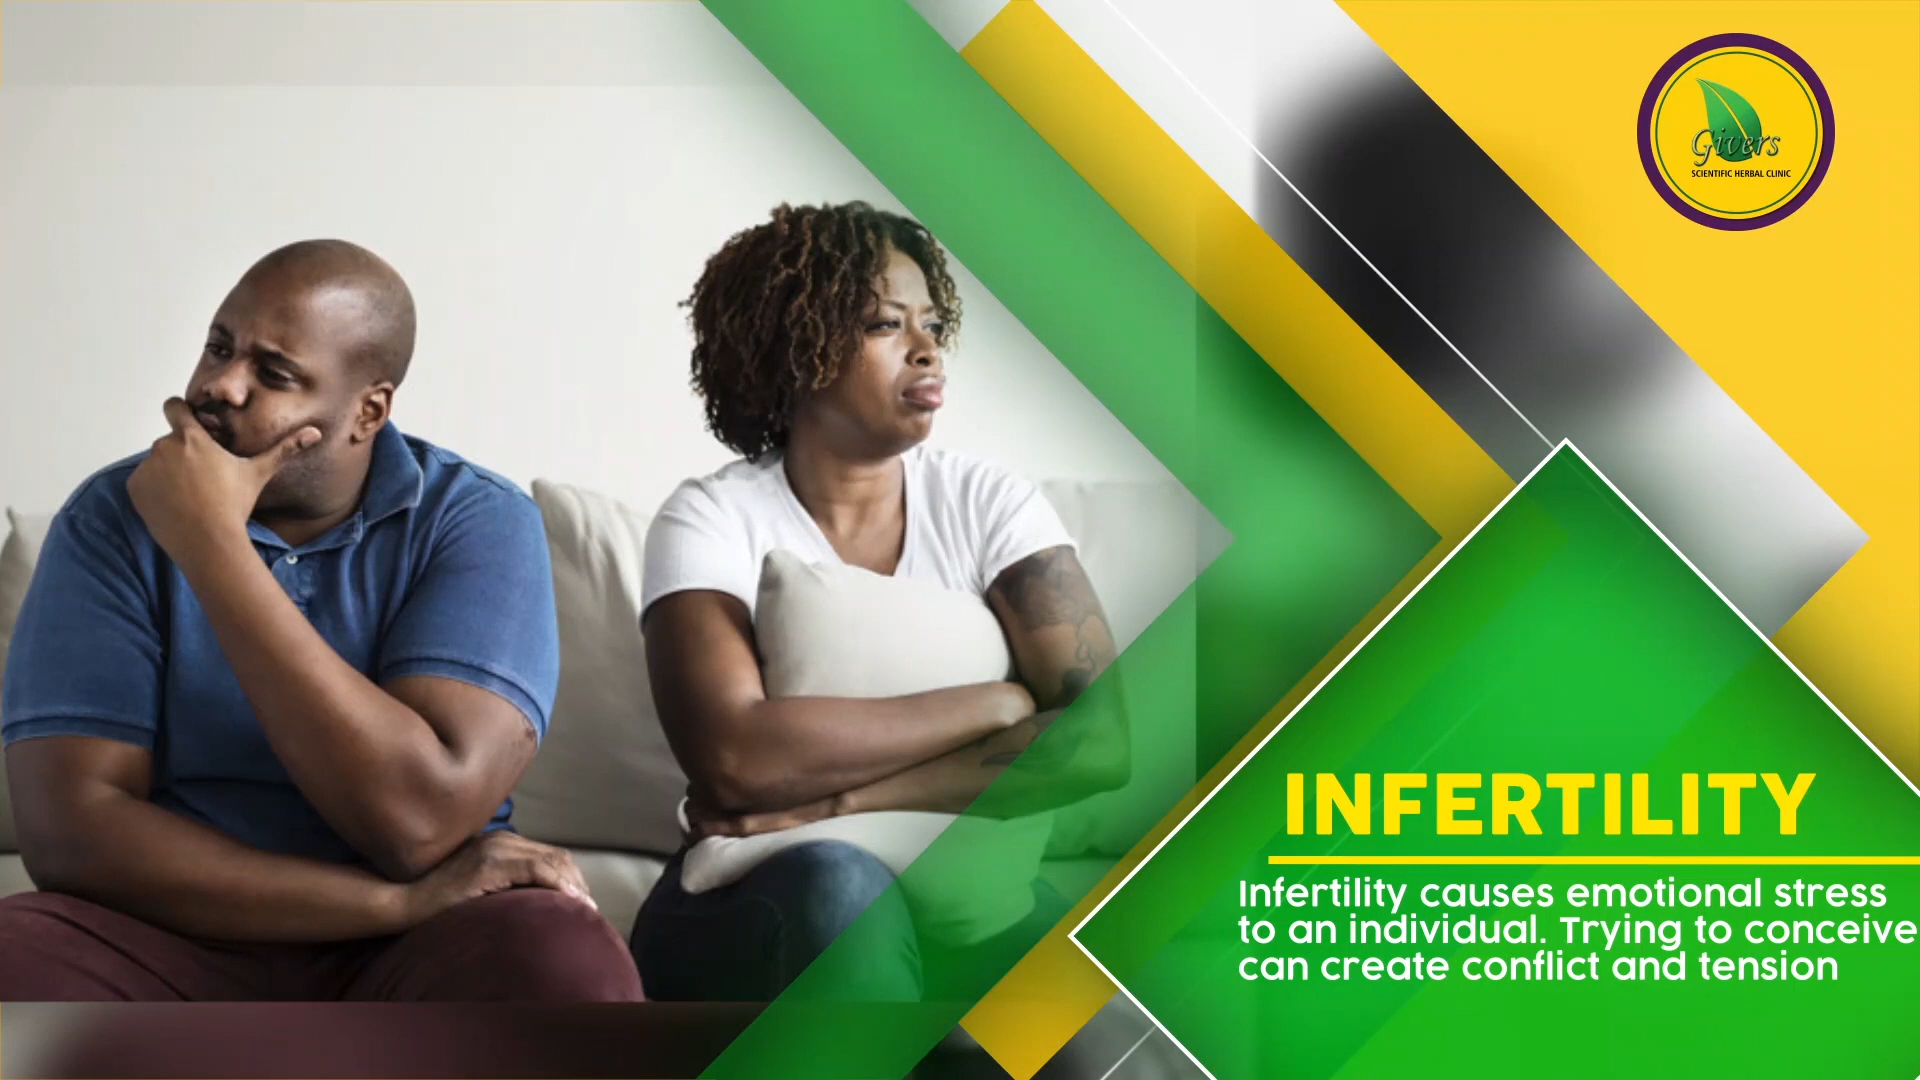 Givers
SCIENTIFIC HERBAL CLINIC
INFERTILITY
Infertility causes emotional stress
to an individual. Trying to conceive
can create conflict and tension